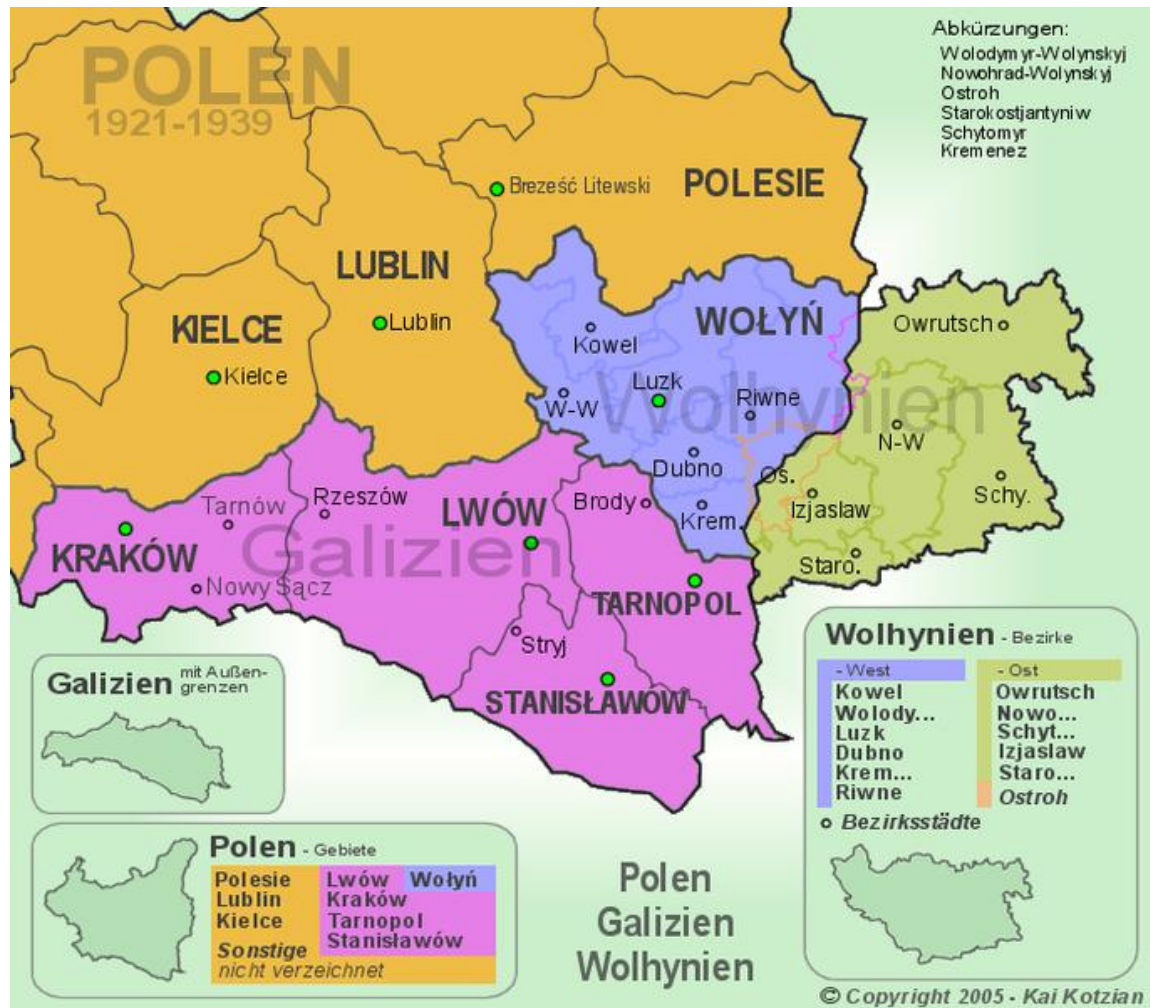 POLEN
1921-1939
Abkürzungen:
Wolodymyr-Wolynskyj
Nowohrad-Wolynskyj
Ostroh
Starokostjantyniw
Schytomyr
Kremenez
Breześć Litewski
POLESIE
LUBLIN
Lublin
KIELCE
Kielce
WOŁYŃ
Owrutsch
Kowel
Luzk
Wolhynien
W-W
Riwne
N-W
Dubno
Os.
Izjaslaw
Schy.
Krem.
Staro.
Tarnów
Rzeszów
LWÓW
Brody
KRAKÓW
Galizien
Nowy Sącz
TARNOPOL
Stryj
STANISŁAWÓW
Galizien mit Außen-
grenzen
Polen - Gebiete
Polesie Lwów Wołyń
Lublin Kraków
Kielce Tarnopol
Stanisławów
Sonstige
nicht verzeichnet
Polen
Galizien
Wolhynien
Wolhynien - Bezirke
- West - Ost
Kowel Owrutsch
Wolody... Nowo...
Luzk Schyt...
Dubno Izjaslaw
Krem... Staro...
Riwne Ostroh
Bezirksstädte
© Copyright 2005 - Kai Kotzian